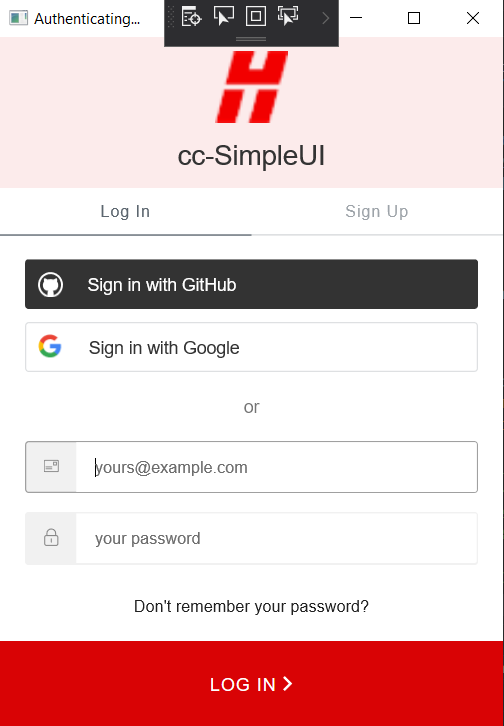 Authenticating...
cc-SimpleUI
Log In
Sign Up
Sign in with GitHub
Sign in with Google
or
yours@example.com
your password
Don't remember your password?
LOG IN